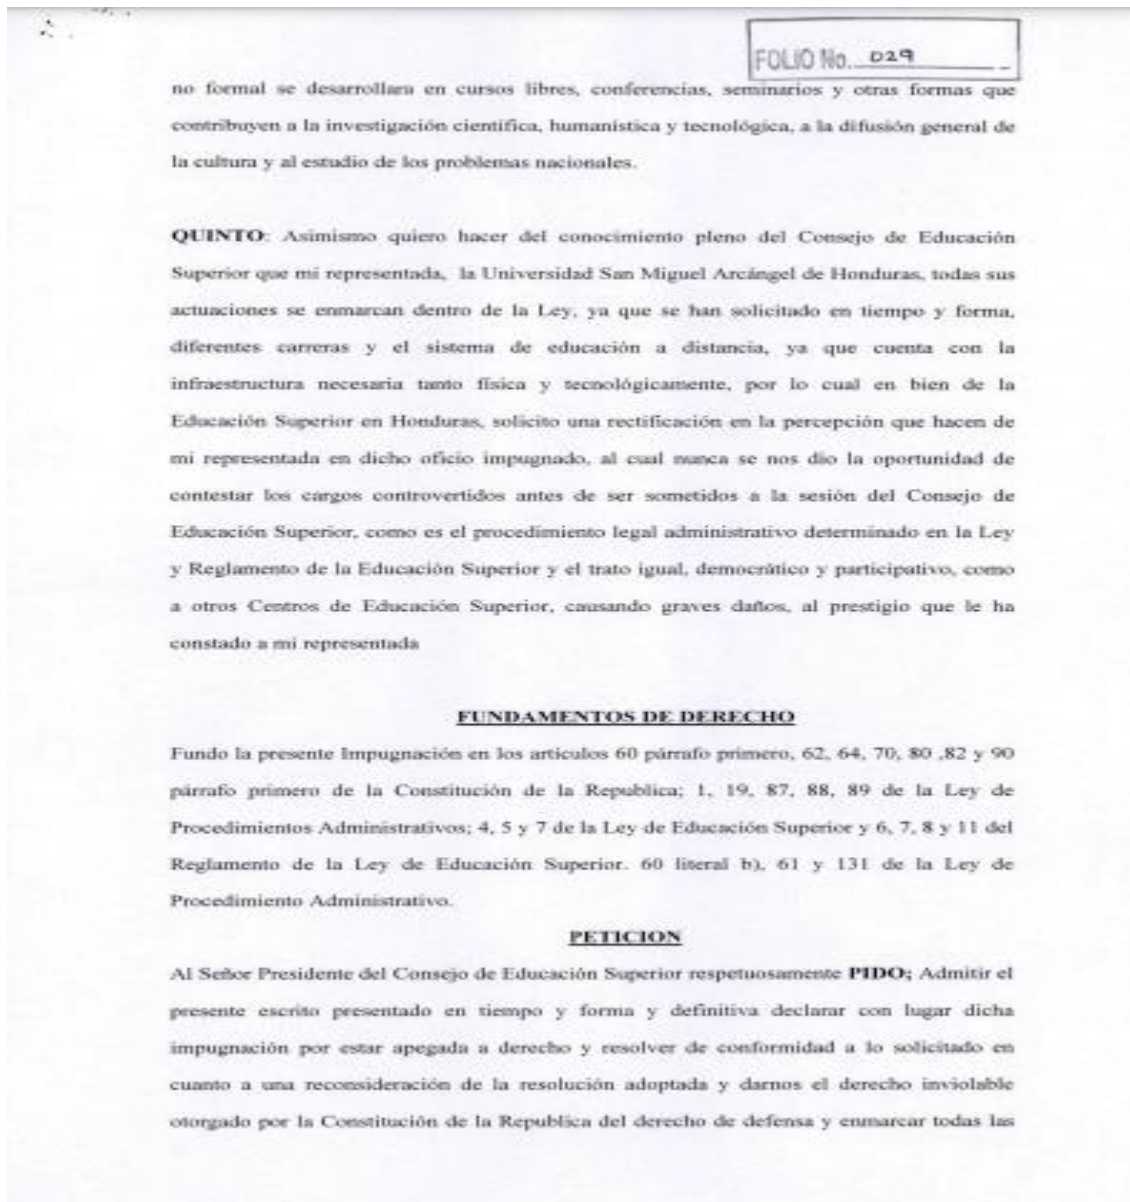 FOLIO No. 029
no formal se desarrollara en cursos libres, conferencias, seminarios y otras formas que
contribuyen a la investigación científica, humanística y tecnológica, a la difusión general de
la cultura y al estudio de los problemas nacionales.
QUINTO: Asimismo quiero hacer del conocimiento pleno del Consejo de Educación
Superior que mi representada, la Universidad San Miguel Arcángel de Honduras, todas sus
actuaciones se enmarcan dentro de la Ley, ya que se han solicitado en tiempo y forma,
diferentes carreras y el sistema de educación a distancia, ya que cuenta con la
infraestructura necesaria tanto física y tecnológicamente, por lo cual en bien de la
Educación Superior en Honduras, solicito una rectificación en la percepción que hacen de
mi representada en dicho oficio impugnado, al cual nunca se nos dio la oportunidad de
contestar los cargos controvertidos antes de ser sometidos a la sesión del Consejo de
Educación Superior, como es el procedimiento legal administrativo determinado en la Ley
y Reglamento de la Educación Superior y el trato igual, democrático y participativo, como
a otros Centros de Educación Superior, causando graves daños, al prestigio que le ha
constado a mi representada
FUNDAMENTOS DE DERECHO
Fundo la presente Impugnación en los artículos 60 párrafo primero, 62, 64, 70, 80 ,82 y 90
párrafo primero de la Constitución de la Republica; 1, 19, 87, 88, 89 de la Ley de
Procedimientos Administrativos; 4, 5 y 7 de la Ley de Educación Superior y 6, 7, 8 y 11 del
Reglamento de la Ley de Educación Superior. 60 literal b), 61 y 131 de la Ley de
Procedimiento Administrativo.
PETICION
Al Señor Presidente del Consejo de Educación Superior respetuosamente PIDO; Admitir el
presente escrito presentado en tiempo y forma y definitiva declarar con lugar dicha
impugnación por estar apegada a derecho y resolver de conformidad a lo solicitado en
cuanto a una reconsideración de la resolución adoptada y darnos el derecho inviolable
otorgado por la Constitución de la Republica del derecho de defensa y enmarcar todas las